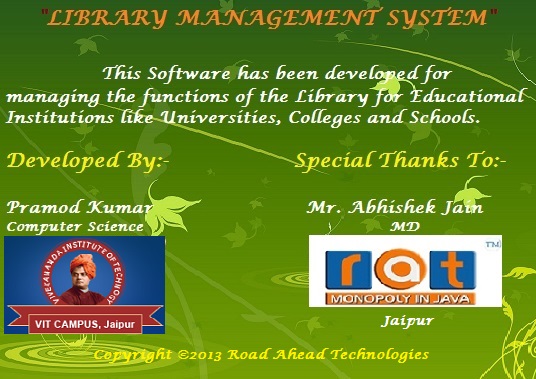 "LIBRARY MANAGEMENT SYSTEM"
This Software has been developed for
managing the functions of the Library for Educational
Institutions like Universities, Colleges and Schools.
Developed By:-
Special Thanks To:-
Pramod Kumar
Mr. Abhishek Jain
Computer Science
MD
VIVEKANANDA INSTITUTE OF TECHNOLOGY
VIT CAMPUS, Jaipur
rat TM
MONOPOLY IN JAVA
Jaipur
Copyright ©2013 Road Ahead Technologies